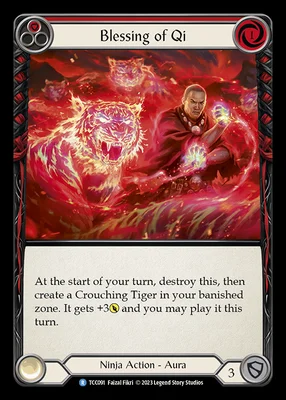 Blessing of Qi
At the start of your turn, destroy this, then
create a Crouching Tiger in your banished
zone. It gets +3 and you may play it this
turn.
Ninja Action - Aura
3
R TCC091 Faizal Fikri © 2023 Legend Story Studios